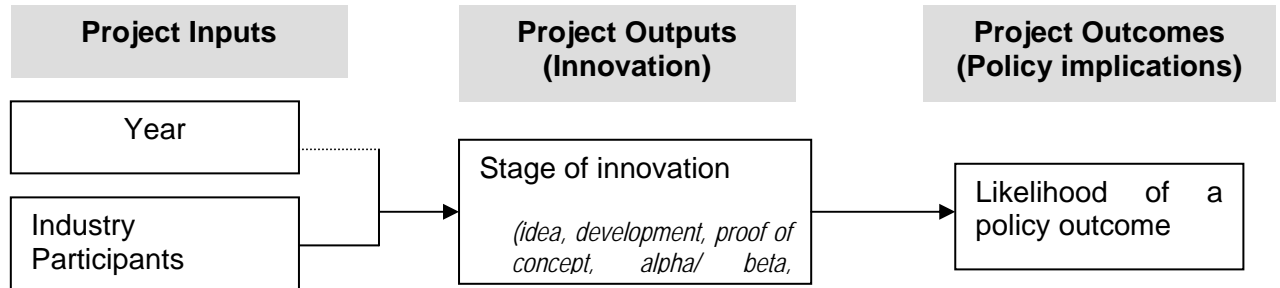 Project Inputs
Project Outputs
(Innovation)
Project Outcomes
(Policy implications)
Year
Industry
Participants
Stage of innovation
(idea, development, proof of
concept, alpha/ beta,
Likelihood of a
policy outcome